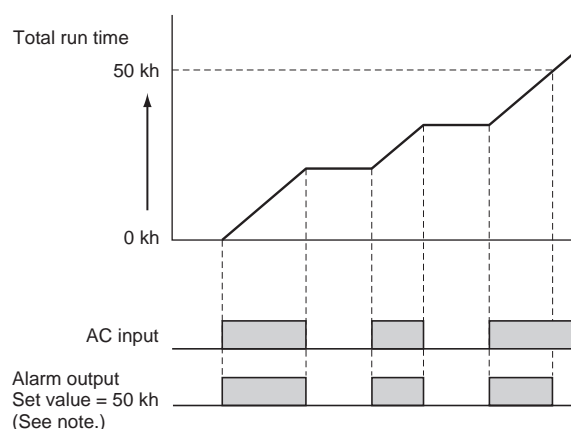 Total run time
50 kh
0 kh
AC input
Alarm output
Set value = 50 kh
(See note.)